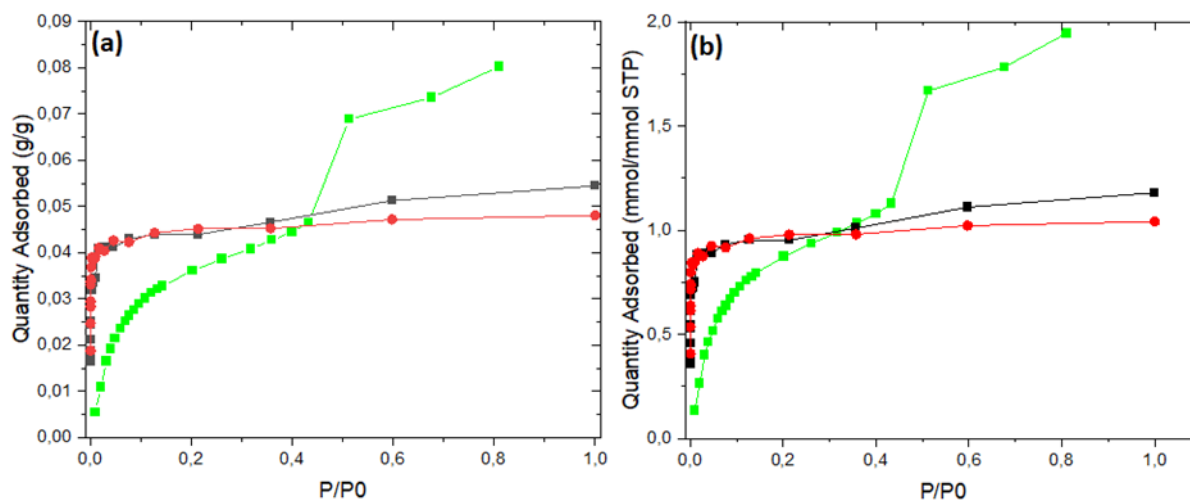 (a)
Quantity Adsorbed (g/g)
0,09
0,08
0,07
0,06
0,05
0,04
0,03
0,02
0,01
0,00
0,0 0,2 0,4 0,6 0,8 1,0
P/P0
(b)
Quantity Adsorbed (mmol/mmol STP)
2,0
1,5
1,0
0,5
0,0
0,0 0,2 0,4 0,6 0,8 1,0
P/P0